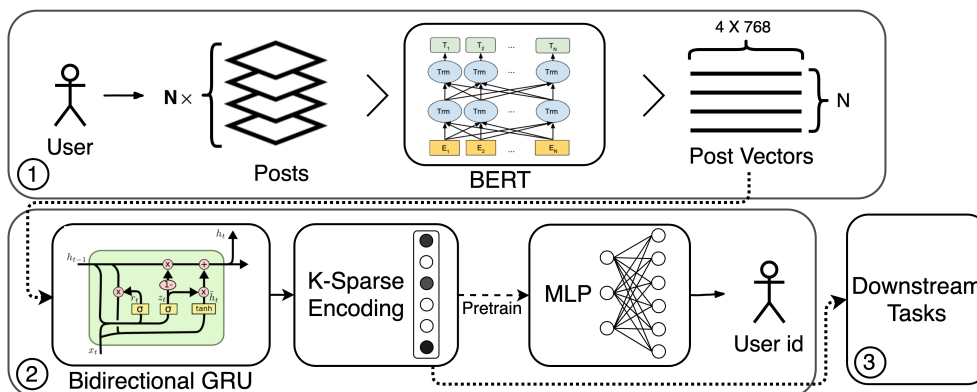 4 X 768
T1 T2 ... TN
Trm Trm ... Trm
N×
N
Trm Trm ... Trm
User
E1 E2 ... EN
Posts
BERT
Post Vectors
1
ht
ht-1
× +
1-
× rt zt × h̃t
σ σ tanh
xt
K-Sparse
Encoding
Pretrain
MLP
User id
Downstream
Tasks
2
Bidirectional GRU
3